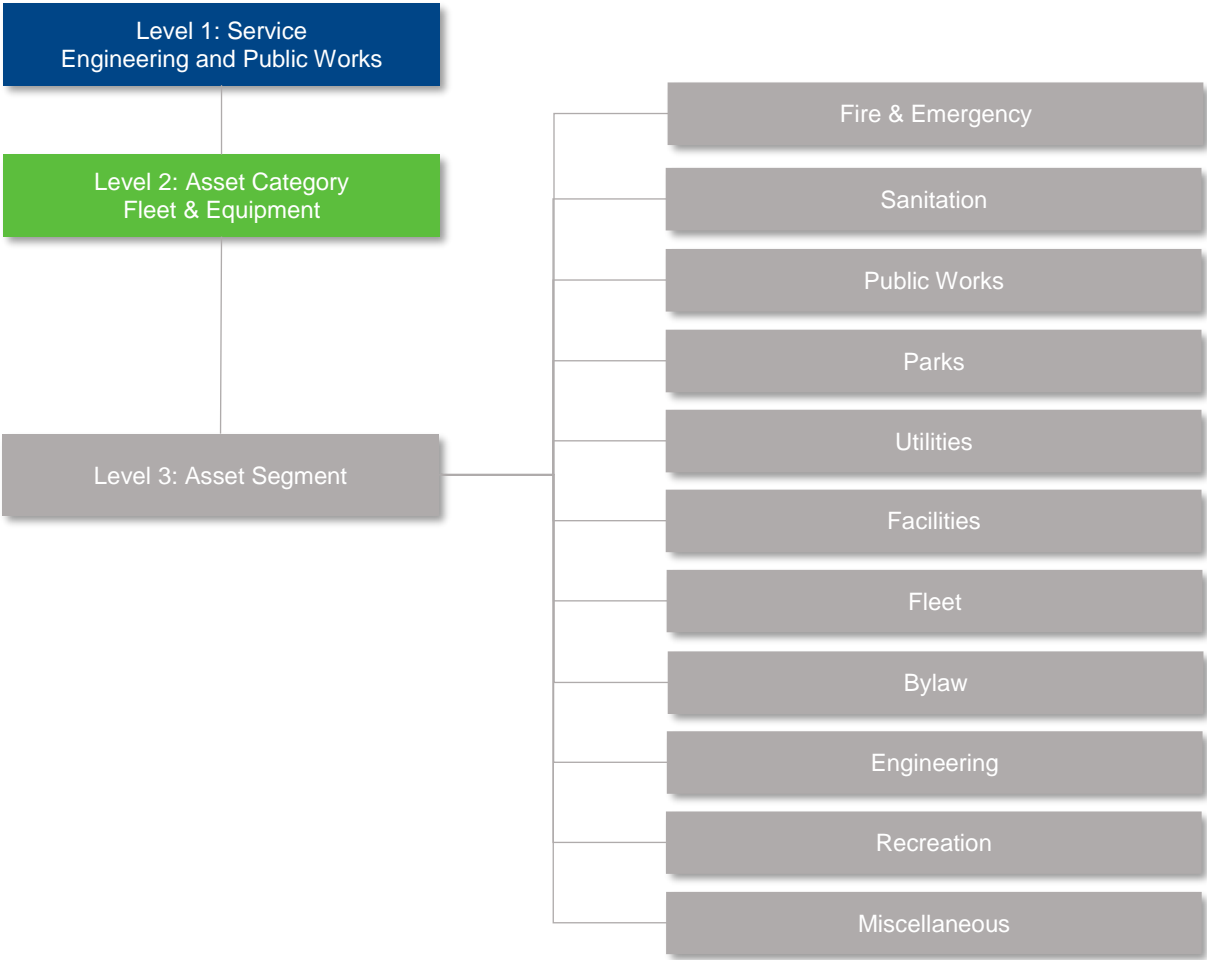 Level 1: Service
Engineering and Public Works
Level 2: Asset Category
Fleet & Equipment
Level 3: Asset Segment
Fire & Emergency
Sanitation
Public Works
Parks
Utilities
Facilities
Fleet
Bylaw
Engineering
Recreation
Miscellaneous